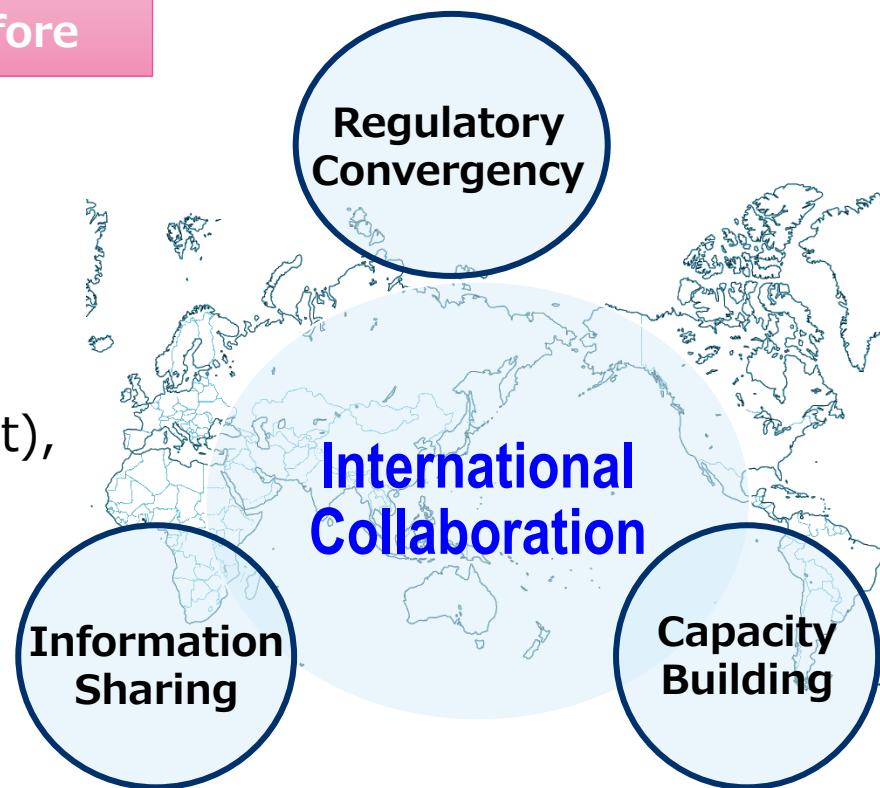 fore
Regulatory
Convergency
t),
International
Collaboration
Information
Sharing
Capacity
Building